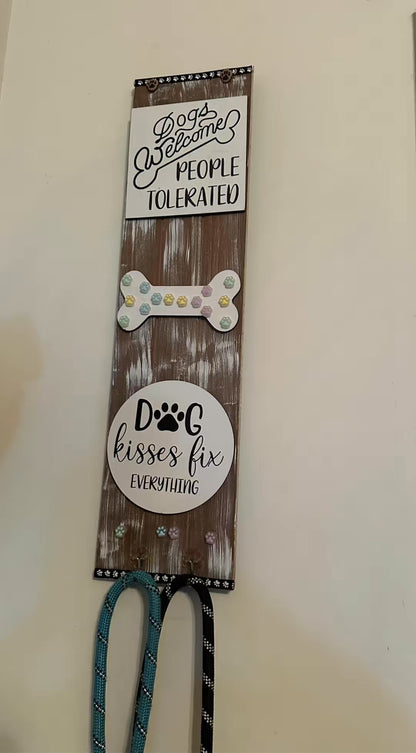 Dogs
Welcome
PEOPLE
TOLERATED
DOG
kisses fix
EVERYTHING